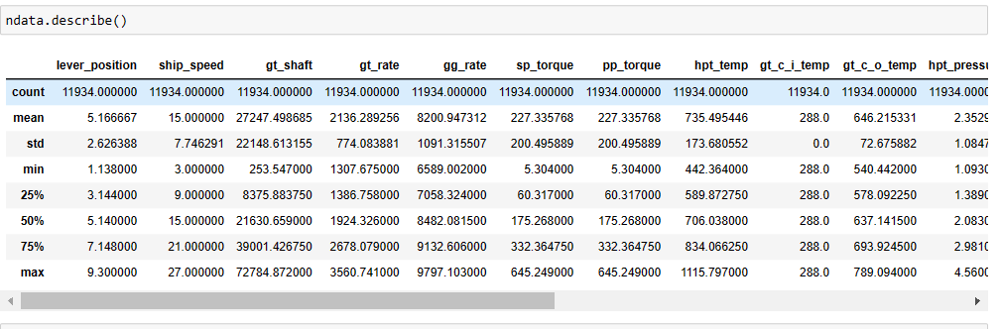 ndata.describe()
lever_position ship_speed gt_shaft gt_rate gg_rate sp_torque pp_torque hpt_temp gt_c_i_temp gt_c_o_temp hpt_pressu
count 11934.000000 11934.000000 11934.000000 11934.000000 11934.000000 11934.000000 11934.000000 11934.000000 11934.0 11934.000000 11934.0000
mean 5.166667 15.000000 27247.498685 2136.289256 8200.947312 227.335768 227.335768 735.495446 288.0 646.215331 2.3529
std 2.626388 7.746291 22148.613155 774.083881 1091.315507 200.495889 200.495889 173.680552 0.0 72.675882 1.0847
min 1.138000 3.000000 253.547000 1307.675000 6589.002000 5.304000 5.304000 442.364000 288.0 540.442000 1.0930
25% 3.144000 9.000000 8375.883750 1386.758000 7058.324000 60.317000 60.317000 589.872750 288.0 578.092250 1.3890
50% 5.140000 15.000000 21630.659000 1924.326000 8482.081500 175.268000 175.268000 706.038000 288.0 637.141500 2.0830
75% 7.148000 21.000000 39001.426750 2678.079000 9132.606000 332.364750 332.364750 834.066250 288.0 693.924500 2.9810
max 9.300000 27.000000 72784.872000 3560.741000 9797.103000 645.249000 645.249000 1115.797000 288.0 789.094000 4.5600